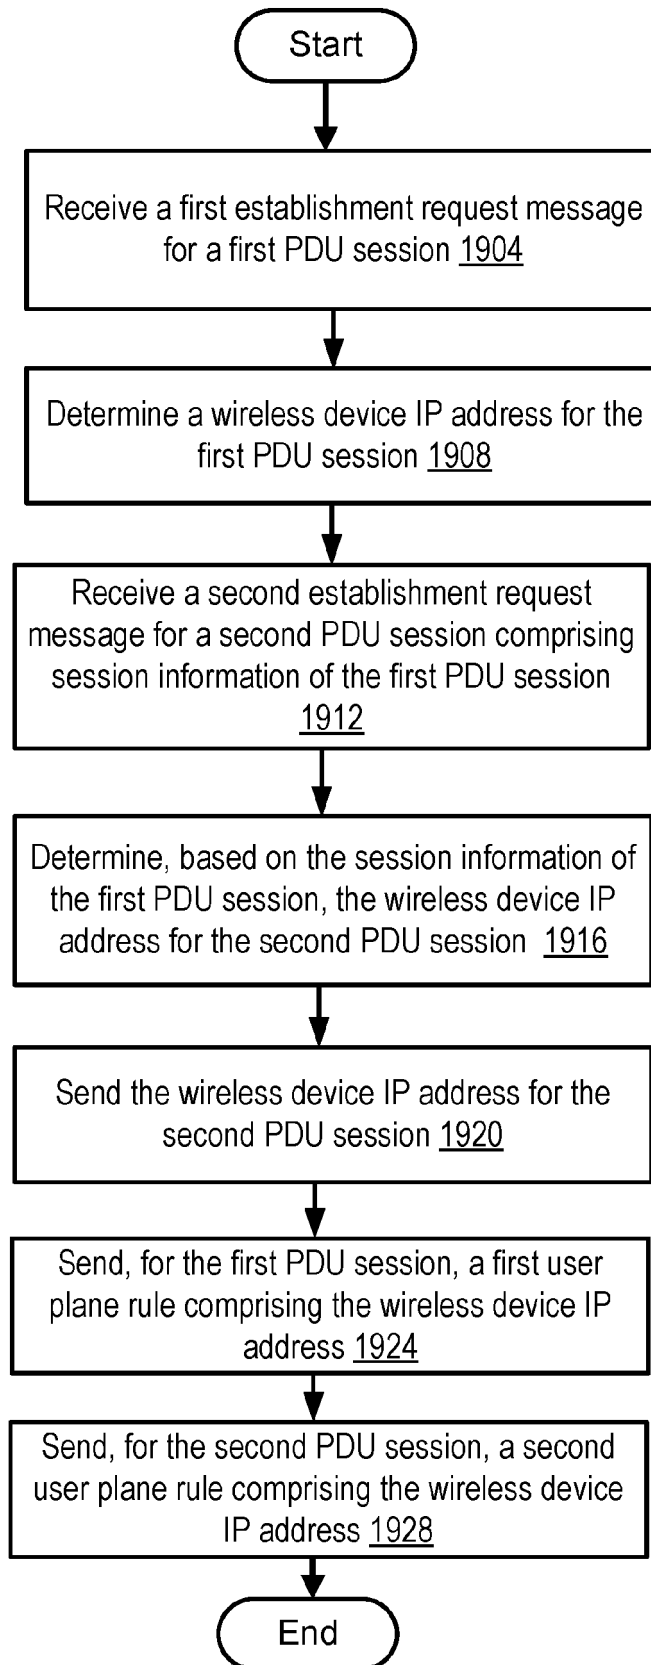 Start
Receive a first establishment request message
for a first PDU session 1904
Determine a wireless device IP address for the
first PDU session 1908
Receive a second establishment request
message for a second PDU session comprising
session information of the first PDU session
1912
Determine, based on the session information of
the first PDU session, the wireless device IP
address for the second PDU session 1916
Send the wireless device IP address for the
second PDU session 1920
Send, for the first PDU session, a first user
plane rule comprising the wireless device IP
address 1924
Send, for the second PDU session, a second
user plane rule comprising the wireless device
IP address 1928
End